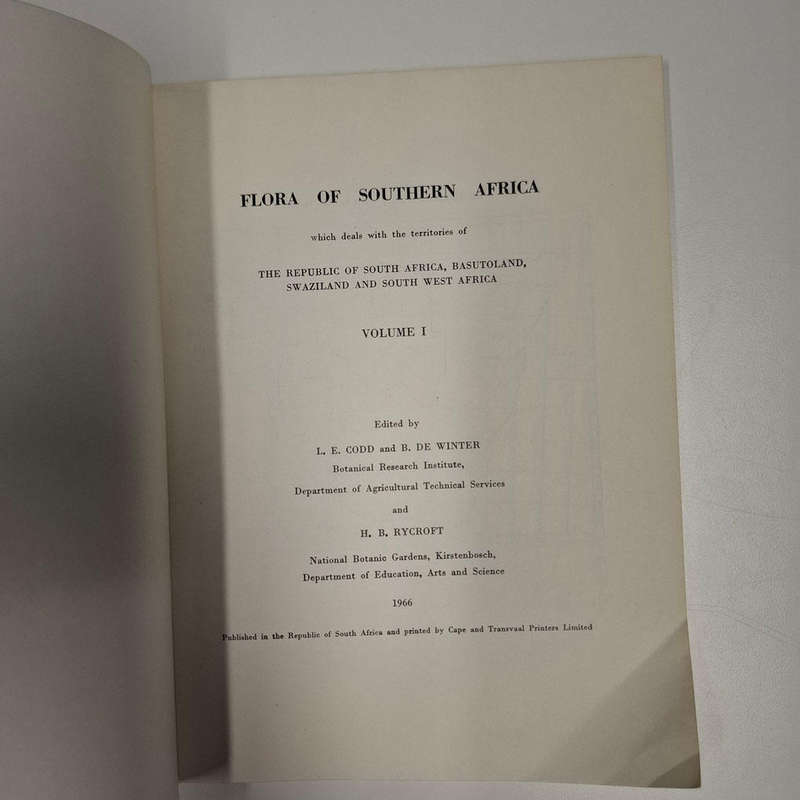 FLORA OF SOUTHERN AFRICA
which deals with the territories of
THE REPUBLIC OF SOUTH AFRICA, BASUTOLAND,
SWAZILAND AND SOUTH WEST AFRICA
VOLUME I
Edited by
L. E. CODD and B. DE WINTER
Botanical Research Institute,
Department of Agricultural Technical Services
and
H. B. RYCROFT
National Botanic Gardens, Kirstenbosch,
Department of Education, Arts and Science
1966
Published in the Republic of South Africa and printed by Cape and Transvaal Printers Limited